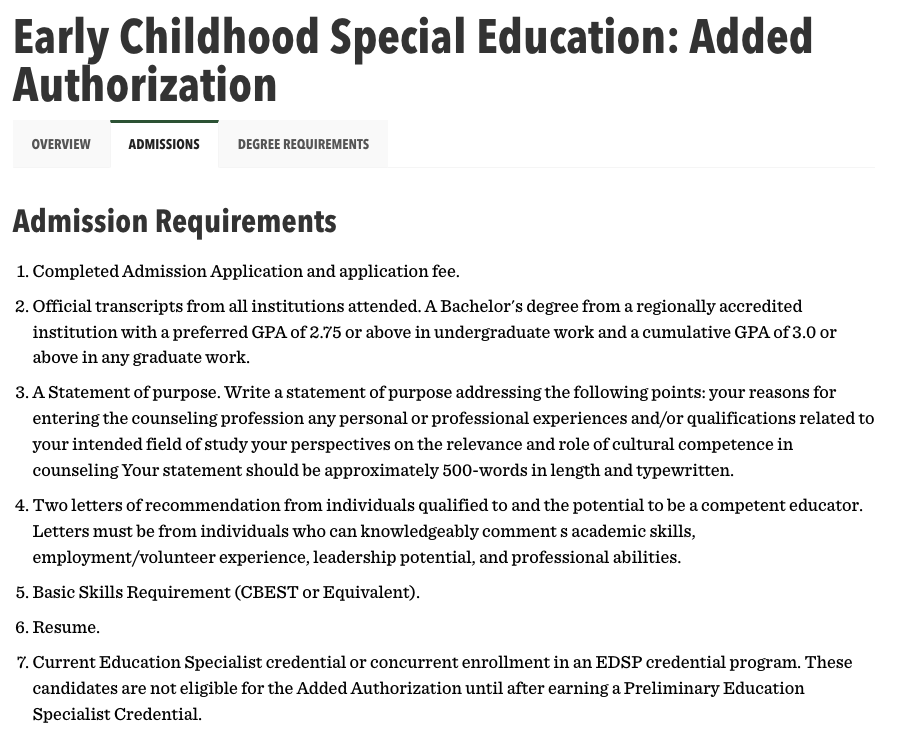 Early Childhood Special Education: Added
Authorization
OVERVIEW
ADMISSIONS
DEGREE REQUIREMENTS
Admission Requirements
1. Completed Admission Application and application fee.
2. Official transcripts from all institutions attended. A Bachelor's degree from a regionally accredited
institution with a preferred GPA of 2.75 or above in undergraduate work and a cumulative GPA of 3.0 or
above in any graduate work.
3. A Statement of purpose. Write a statement of purpose addressing the following points: your reasons for
entering the counseling profession any personal or professional experiences and/or qualifications related to
your intended field of study your perspectives on the relevance and role of cultural competence in
counseling Your statement should be approximately 500-words in length and typewritten.
4. Two letters of recommendation from individuals qualified to and the potential to be a competent educator.
Letters must be from individuals who can knowledgeably comment s academic skills,
employment/volunteer experience, leadership potential, and professional abilities.
5. Basic Skills Requirement (CBEST or Equivalent).
6. Resume.
7. Current Education Specialist credential or concurrent enrollment in an EDSP credential program. These
candidates are not eligible for the Added Authorization until after earning a Preliminary Education
Specialist Credential.